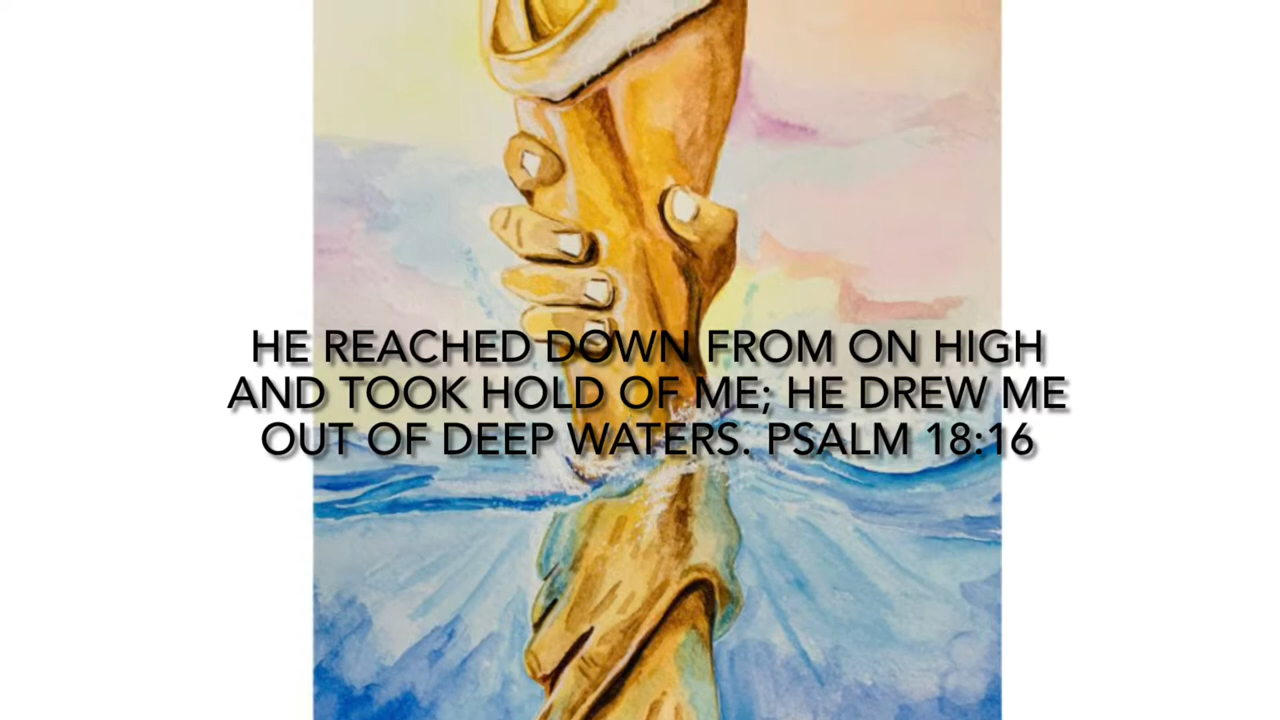 HE REACHED DOWN FROM ON HIGH
AND TOOK HOLD OF ME; HE DREW ME
OUT OF DEEP WATERS. PSALM 18:16